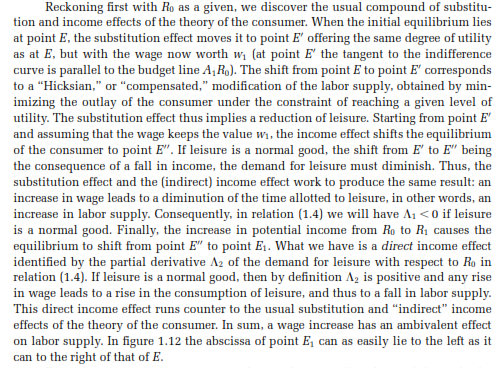 Reckoning first with R0 as a given, we discover the usual compound of substitu-
tion and income effects of the theory of the consumer. When the initial equilibrium lies
at point E, the substitution effect moves it to point E′ offering the same degree of utility
as at E, but with the wage now worth w1 (at point E′ the tangent to the indifference
curve is parallel to the budget line A1R0). The shift from point E to point E′ corresponds
to a “Hicksian,” or “compensated,” modification of the labor supply, obtained by min-
imizing the outlay of the consumer under the constraint of reaching a given level of
utility. The substitution effect thus implies a reduction of leisure. Starting from point E′
and assuming that the wage keeps the value w1, the income effect shifts the equilibrium
of the consumer to point E″. If leisure is a normal good, the shift from E′ to E″ being
the consequence of a fall in income, the demand for leisure must diminish. Thus, the
substitution effect and the (indirect) income effect work to produce the same result: an
increase in wage leads to a diminution of the time allotted to leisure, in other words, an
increase in labor supply. Consequently, in relation (1.4) we will have Λ1 < 0 if leisure
is a normal good. Finally, the increase in potential income from R0 to R1 causes the
equilibrium to shift from point E″ to point E1. What we have is a direct income effect
identified by the partial derivative Λ2 of the demand for leisure with respect to R0 in
relation (1.4). If leisure is a normal good, then by definition Λ2 is positive and any rise
in wage leads to a rise in the consumption of leisure, and thus to a fall in labor supply.
This direct income effect runs counter to the usual substitution and “indirect” income
effects of the theory of the consumer. In sum, a wage increase has an ambivalent effect
on labor supply. In figure 1.12 the abscissa of point E1 can as easily lie to the left as it
can to the right of that of E.